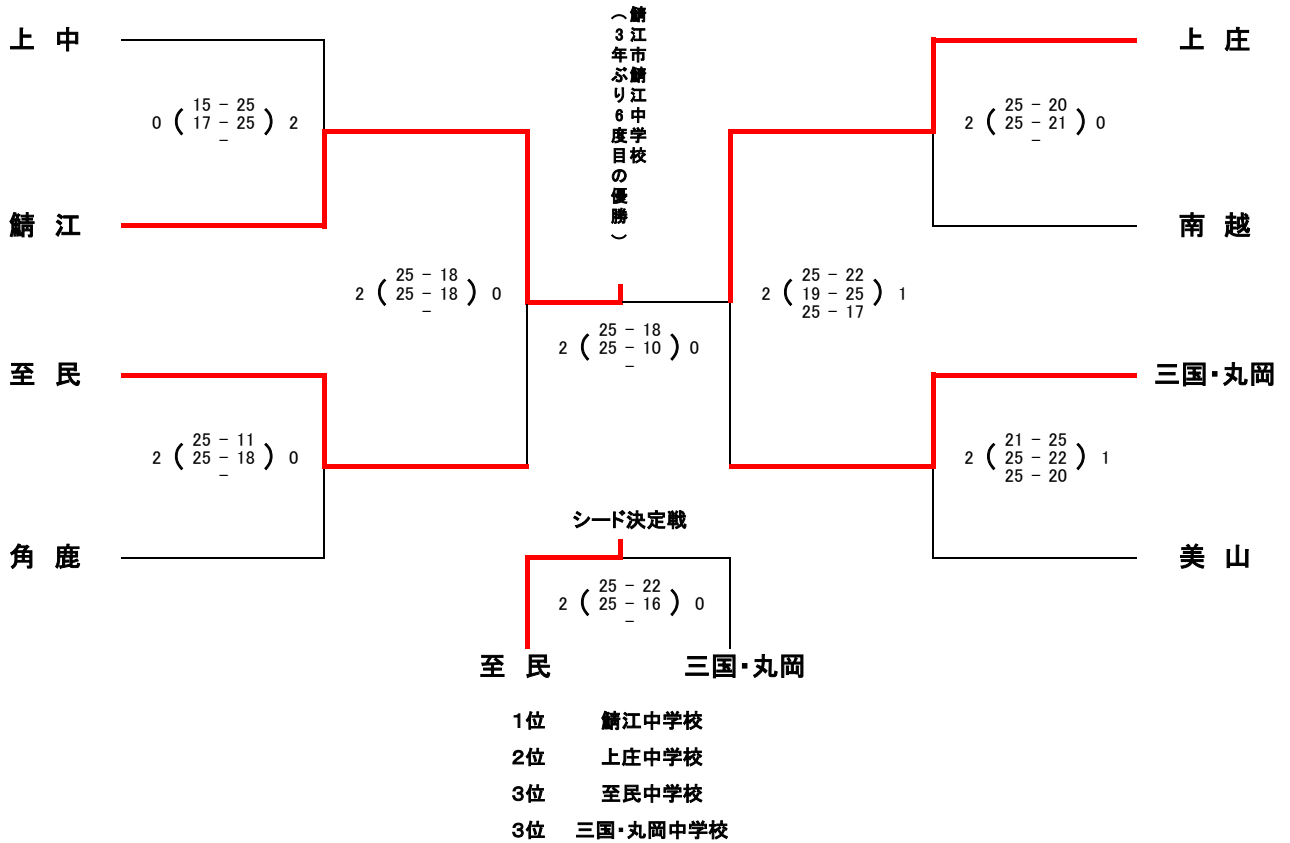 鯖江市鯖江中学校
（３年ぶり６度目の優勝）
上 中
上 庄
15 － 25
0 ( 17 － 25 ) 2
－
25 － 20
2 ( 25 － 21 ) 0
－
鯖 江
南 越
25 － 18
2 ( 25 － 18 ) 0
－
25 － 22
2 ( 19 － 25 ) 1
25 － 17
25 － 18
2 ( 25 － 10 ) 0
－
至 民
三国・丸岡
25 － 11
2 ( 25 － 18 ) 0
－
21 － 25
2 ( 25 － 22 ) 1
25 － 20
角 鹿
美 山
シード決定戦
25 － 22
2 ( 25 － 16 ) 0
－
至 民
三国・丸岡
１位 鯖江中学校
２位 上庄中学校
３位 至民中学校
３位 三国・丸岡中学校